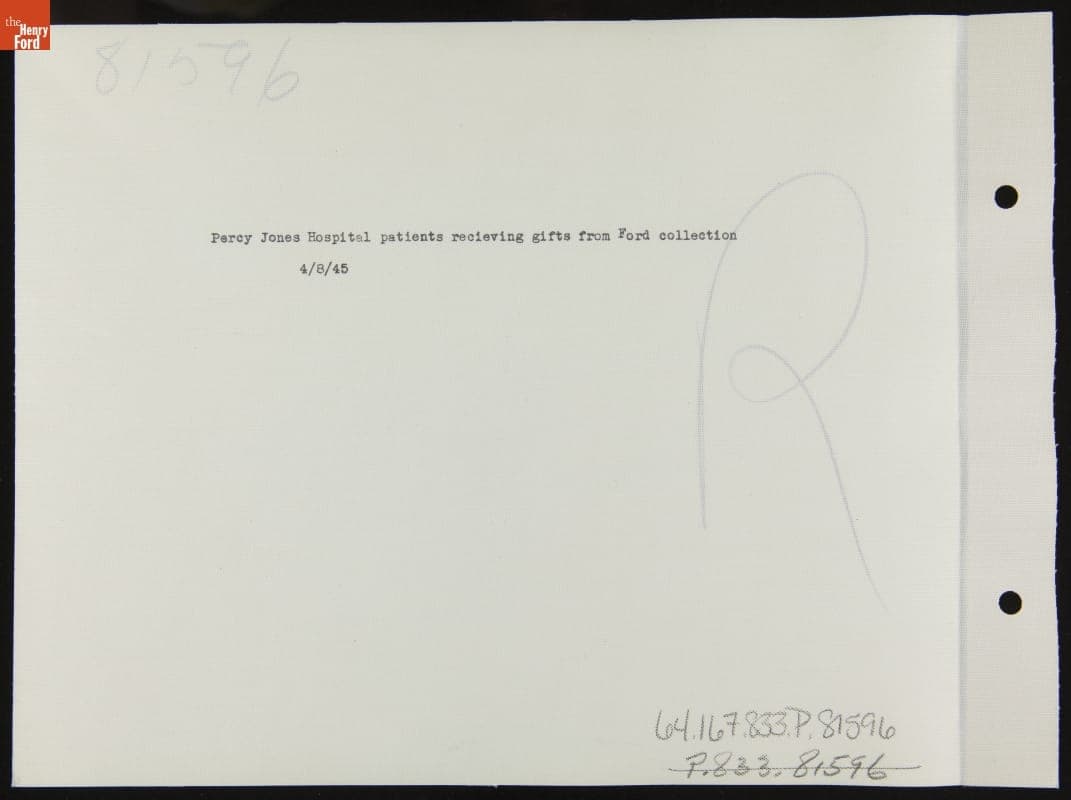 the
Henry
Ford
81596
Percy Jones Hospital patients recieving gifts from Ford collection
4/8/45
R
64.167.833.P.81596
P.833.81596